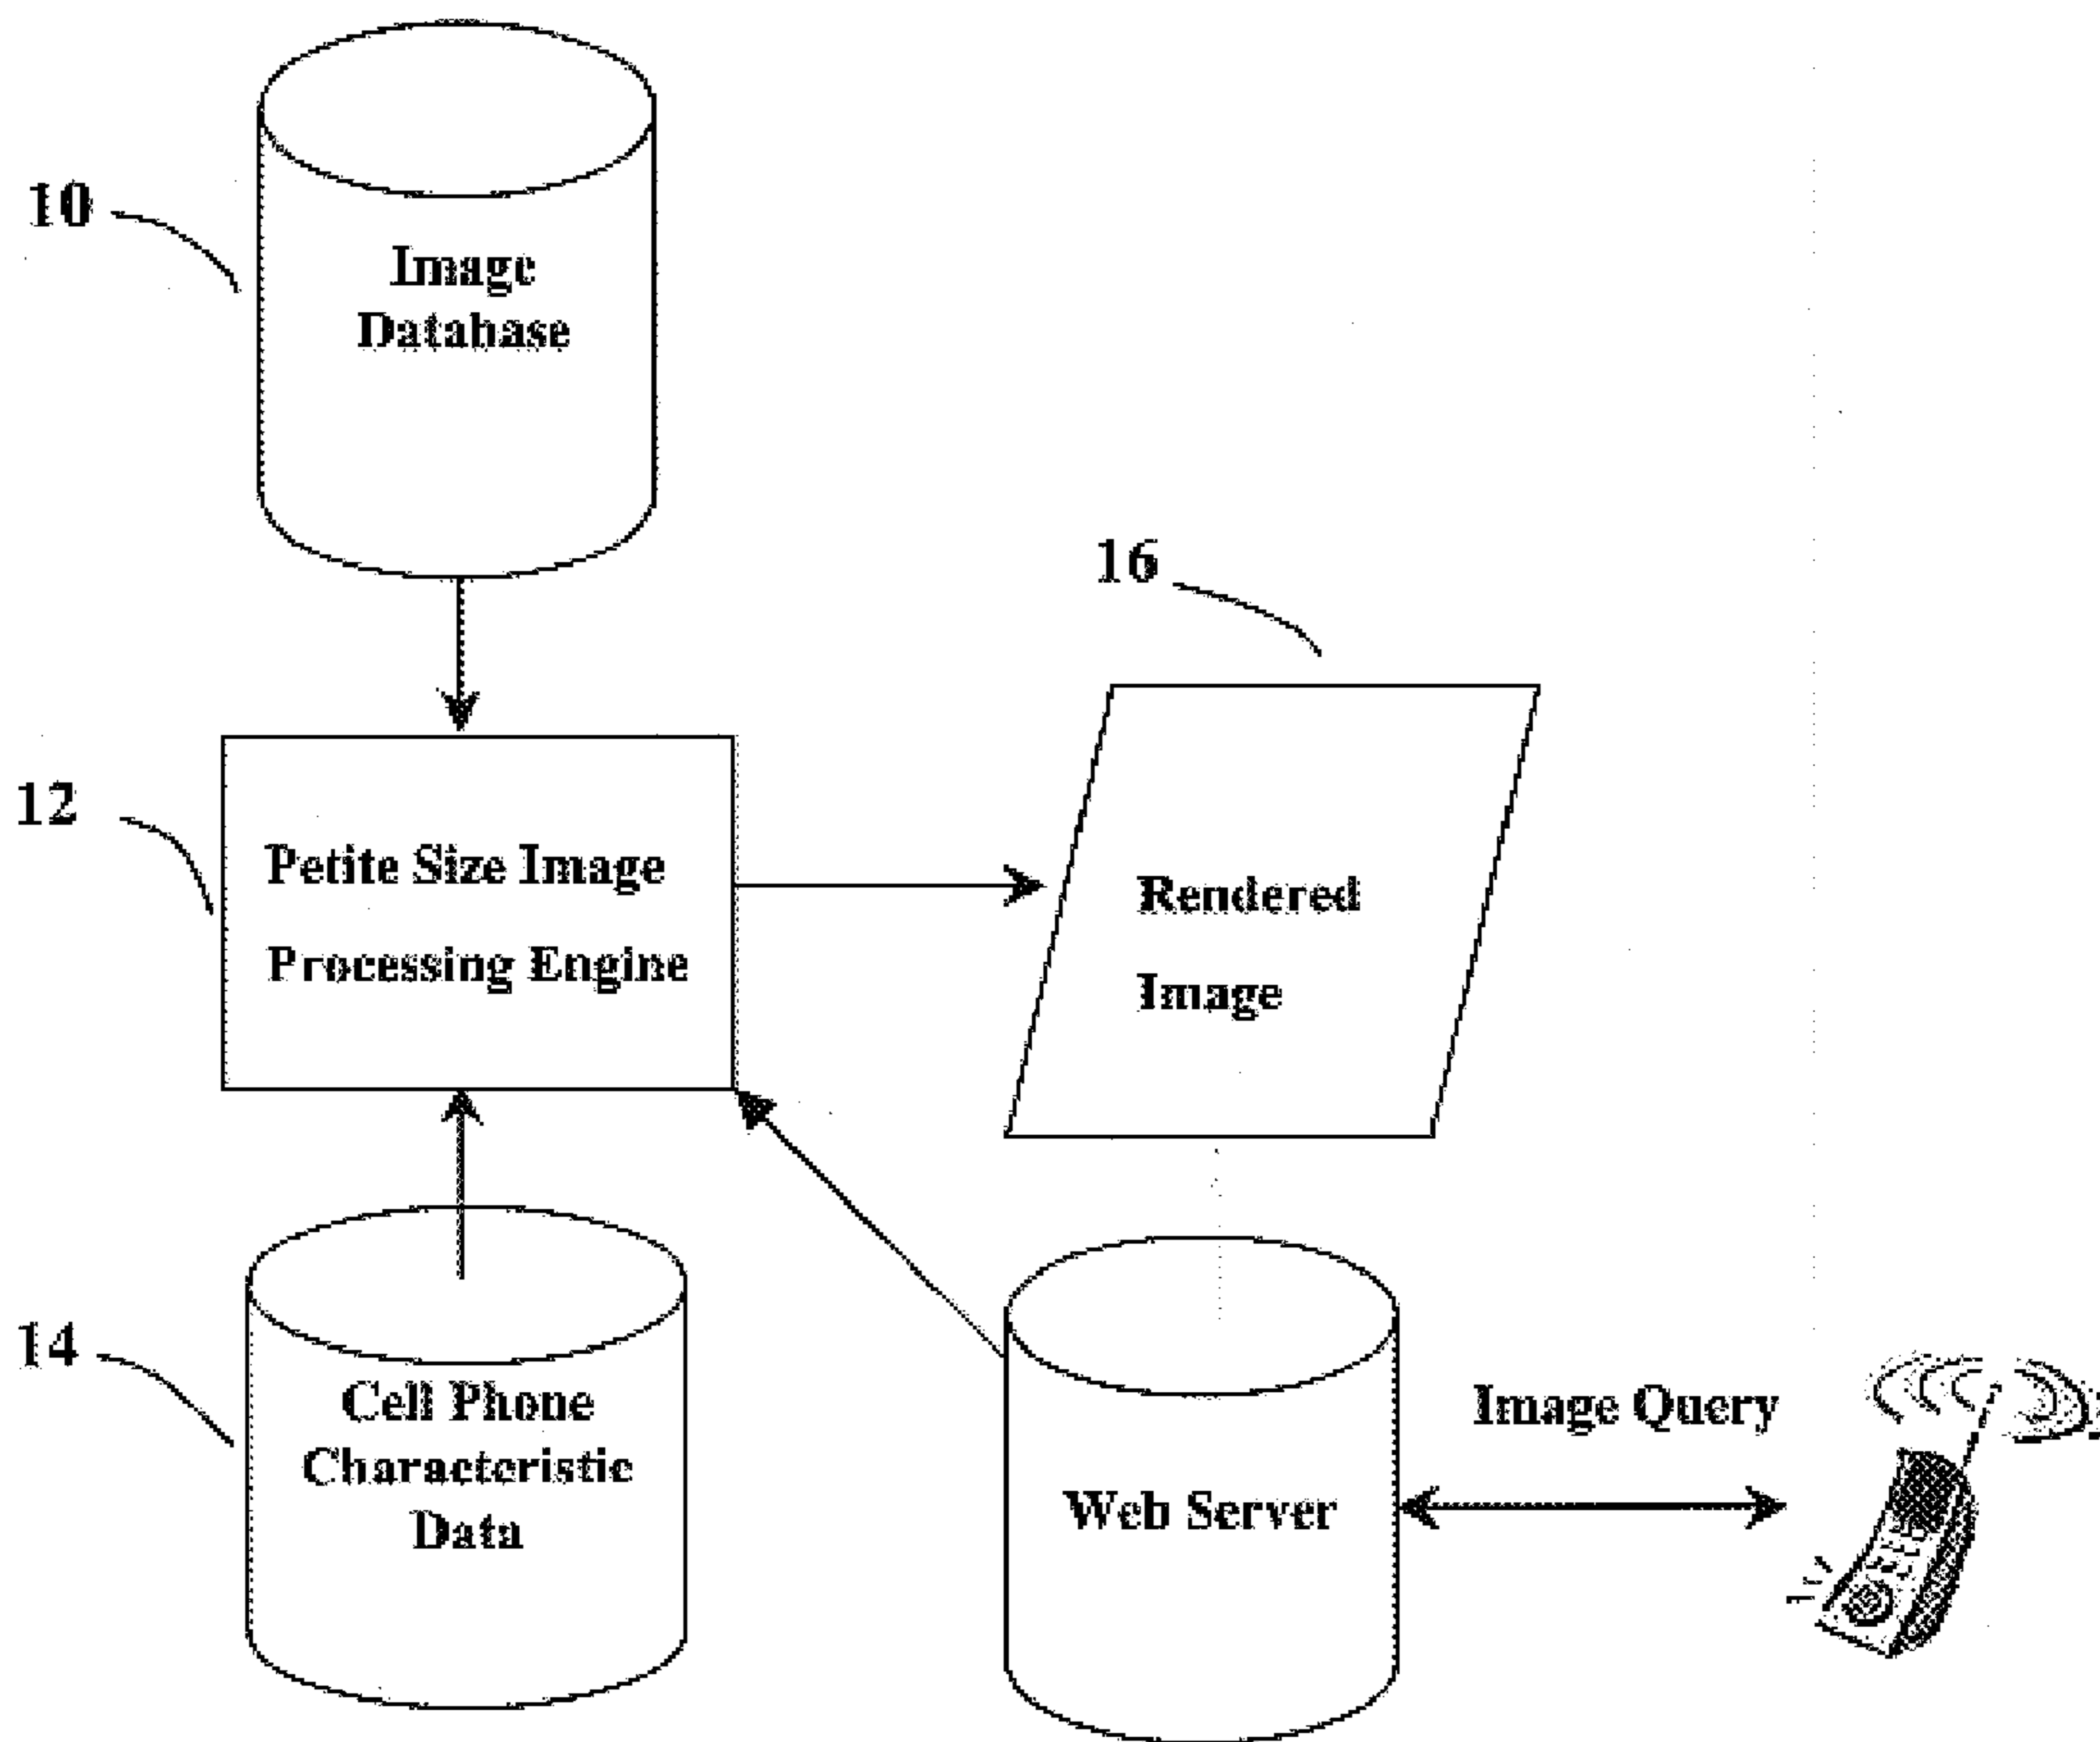 10
Image
Database
16
12
Petite Size Image
Processing Engine
Rendered
Image
14
Cell Phone
Characteristic
Data
Image Query
Web Server